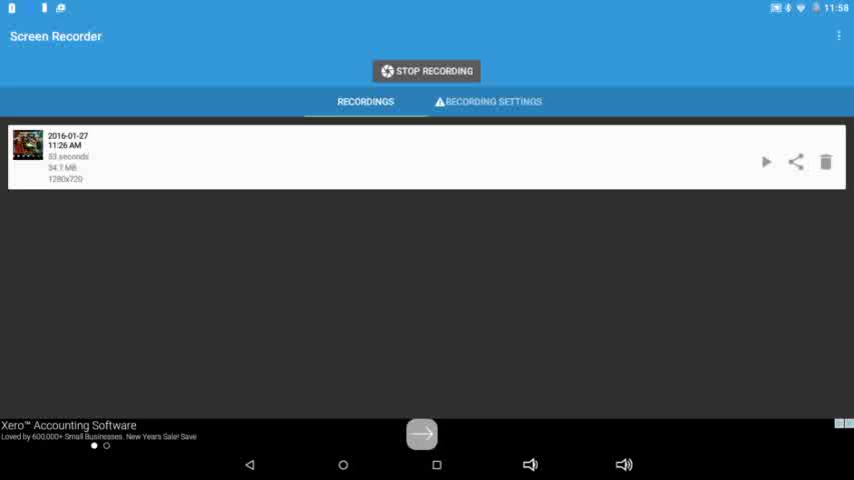 11:58
Screen Recorder
STOP RECORDING
RECORDINGS
RECORDING SETTINGS
2016-01-27
11:26 AM
53 seconds
34.7 MB
1280x720
Xero™ Accounting Software
Loved by 600,000+ Small Businesses. New Years Sale! Save